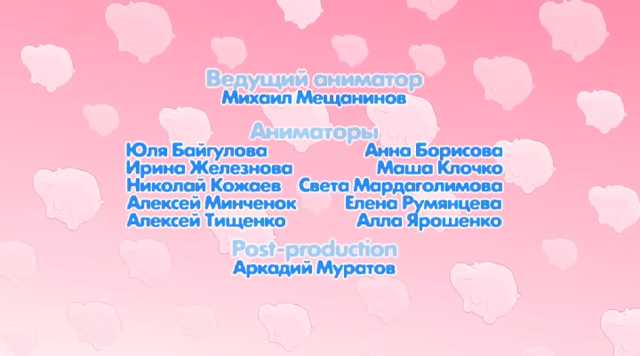 Ведущий аниматор
Михаил Мещанинов
Аниматоры
Юля Байгулова Анна Борисова
Ирина Железнова Маша Клочко
Николай Кожаев Света Мардаголимова
Алексей Минченок Елена Румянцева
Алексей Тищенко Алла Ярошенко
Post-production
Аркадий Муратов